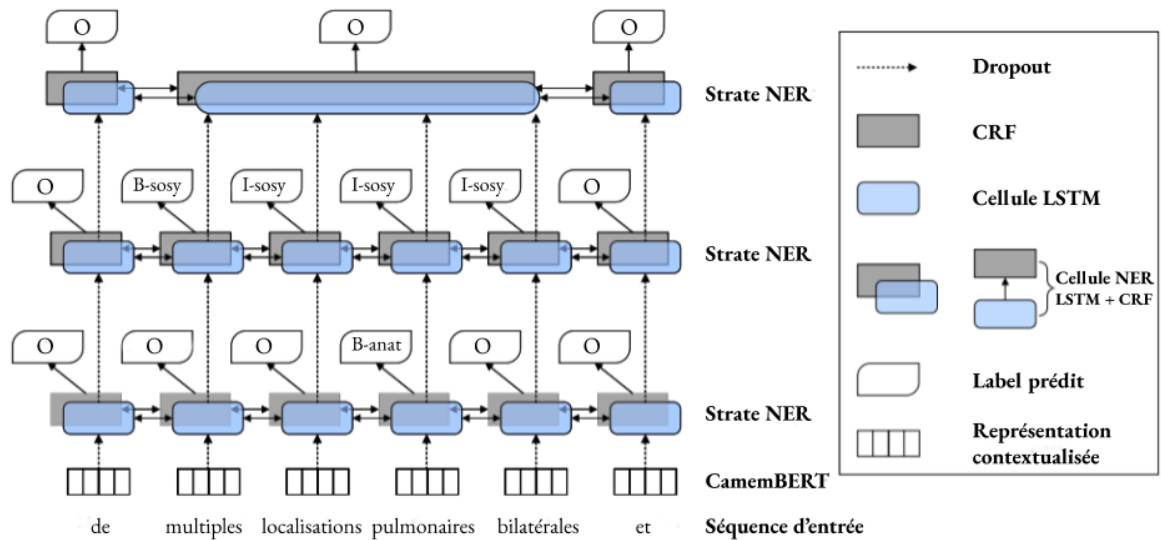 O O O
Strate NER
O B-sosy I-sosy I-sosy I-sosy O
Strate NER
O O O B-anat O O
Strate NER
CamemBERT
de multiples localisations pulmonaires bilatérales et Séquence d'entrée
Dropout
CRF
Cellule LSTM
Cellule NER
LSTM + CRF
Label prédit
Représentation
contextualisée